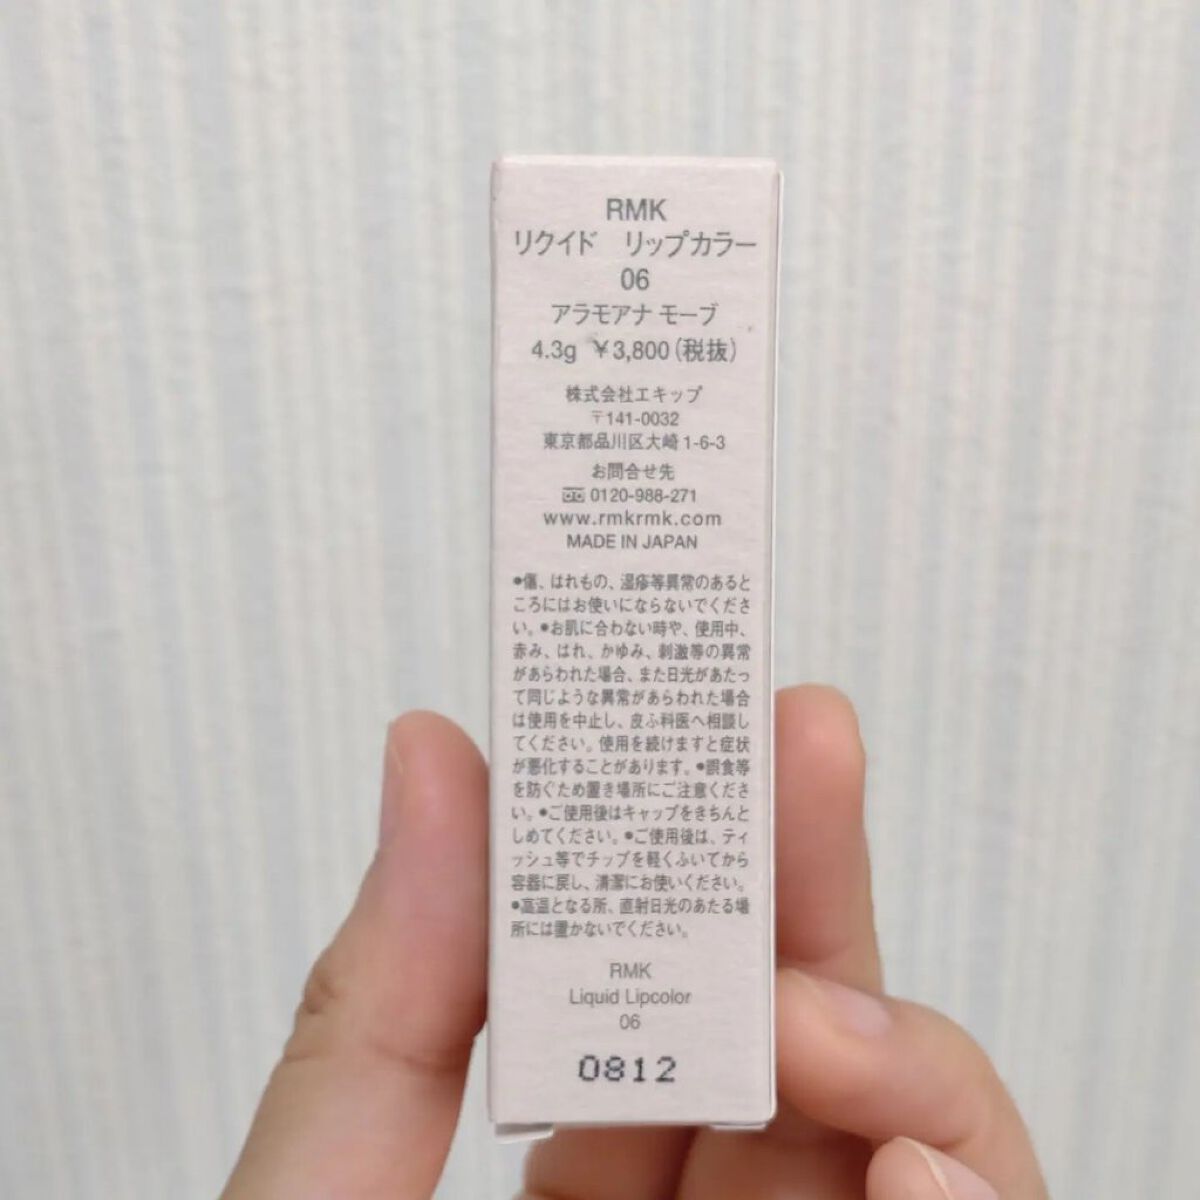 RMK
リクイド　リップカラー
06
アラモアナ モーブ
4.3g ￥3,800(税抜)
株式会社エキップ
〒141-0032
東京都品川区大崎1-6-3
お問合せ先
0120-988-271
www.rmkrmk.com
MADE IN JAPAN
●傷、はれもの、湿疹等異常のあると
ころにはお使いにならないでくださ
い。●お肌に合わない時や、使用中、
赤み、はれ、かゆみ、刺激等の異常
があらわれた場合、また日光があたっ
て同じような異常があらわれた場合
は使用を中止し、皮ふ科医へ相談し
てください。使用を続けますと症状
が悪化することがあります。●誤食等
を防ぐため置き場所にご注意くださ
い。●ご使用後はキャップをきちんと
しめてください。●ご使用後は、ティ
ッシュ等でチップを軽くふいてから
容器に戻し、清潔にお使いください。
●高温となる所、直射日光のあたる場
所には置かないでください。
RMK
Liquid Lipcolor
06
0812